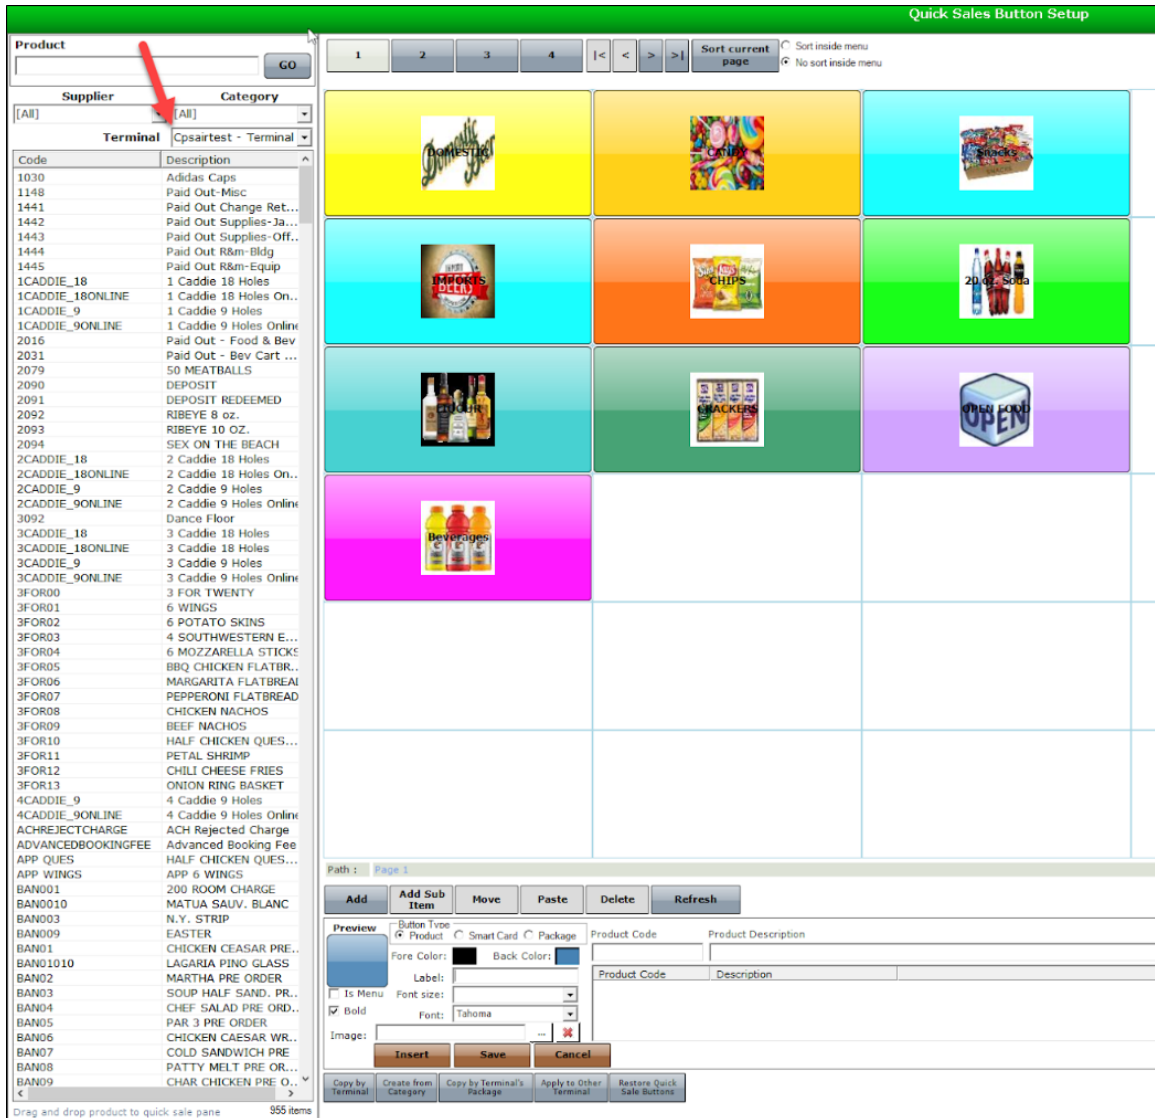 Quick Sales Button Setup
Product
GO
Supplier Category
[All] [All]
Terminal Cpsairtest - Terminal
Code Description
1030 Adidas Caps
1148 Paid Out-Misc
1441 Paid Out Change Ret...
1442 Paid Out Supplies-Ja...
1443 Paid Out Supplies-Off...
1444 Paid Out R&m-Bldg
1445 Paid Out R&m-Equip
1CADDIE_18 1 Caddie 18 Holes
1CADDIE_18ONLINE 1 Caddie 18 Holes On...
1CADDIE_9 1 Caddie 9 Holes
1CADDIE_9ONLINE 1 Caddie 9 Holes Online
2016 Paid Out - Food & Bev
2031 Paid Out - Bev Cart ...
2079 50 MEATBALLS
2090 DEPOSIT
2091 DEPOSIT REDEEMED
2092 RIBEYE 8 oz.
2093 RIBEYE 10 OZ.
2094 SEX ON THE BEACH
2CADDIE_18 2 Caddie 18 Holes
2CADDIE_18ONLINE 2 Caddie 18 Holes On...
2CADDIE_9 2 Caddie 9 Holes
2CADDIE_9ONLINE 2 Caddie 9 Holes Online
3092 Dance Floor
3CADDIE_18 3 Caddie 18 Holes
3CADDIE_18ONLINE 3 Caddie 18 Holes
3CADDIE_9 3 Caddie 9 Holes
3CADDIE_9ONLINE 3 Caddie 9 Holes Online
3FOR00 3 FOR TWENTY
3FOR01 6 WINGS
3FOR02 6 POTATO SKINS
3FOR03 4 SOUTHWESTERN E...
3FOR04 6 MOZZARELLA STICKS
3FOR05 BBQ CHICKEN FLATBR...
3FOR06 MARGARITA FLATBREAD
3FOR07 PEPPERONI FLATBREAD
3FOR08 CHICKEN NACHOS
3FOR09 BEEF NACHOS
3FOR10 HALF CHICKEN QUES...
3FOR11 PETAL SHRIMP
3FOR12 CHILI CHEESE FRIES
3FOR13 ONION RING BASKET
4CADDIE_9 4 Caddie 9 Holes
4CADDIE_9ONLINE 4 Caddie 9 Holes Online
ACHREJECTCHARGE ACH Rejected Charge
ADVANCEDBOOKINGFEE Advanced Booking Fee
APP QUES HALF CHICKEN QUES...
APP WINGS APP 6 WINGS
BAN001 200 ROOM CHARGE
BAN0010 MATUA SAUV. BLANC
BAN003 N.Y. STRIP
BAN009 EASTER
BAN01 CHICKEN CEASAR PRE...
BAN01010 LAGARIA PINO GLASS
BAN02 MARTHA PRE ORDER
BAN03 SOUP HALF SAND. PR...
BAN04 CHEF SALAD PRE ORD...
BAN05 PAR 3 PRE ORDER
BAN06 CHICKEN CAESAR WR...
BAN07 COLD SANDWICH PRE
BAN08 PATTY MELT PRE OR...
BAN09 CHAR CHICKEN PRE O...
Drag and drop product to quick sale pane 955 items
1 2 3 4 |< < > >| Sort current page
Sort inside menu
No sort inside menu
DOMESTIC
CANDY
Snacks
IMPORTS
CHIPS
20 oz. Soda
LIQUOR
CRACKERS
OPEN FOOD
OPEN
Beverages
Path : Page 1
Add Add Sub Item Move Paste Delete Refresh
Preview Button Type
Product Smart Card Package
Product Code Product Description
Fore Color: Back Color:
Label:
Product Code Description
Is Menu Font size:
Bold Font: Tahoma
Image: ...
Insert Save Cancel
Copy by Terminal Create from Category Copy by Terminal's Package Apply to Other Terminal Restore Quick Sale Buttons